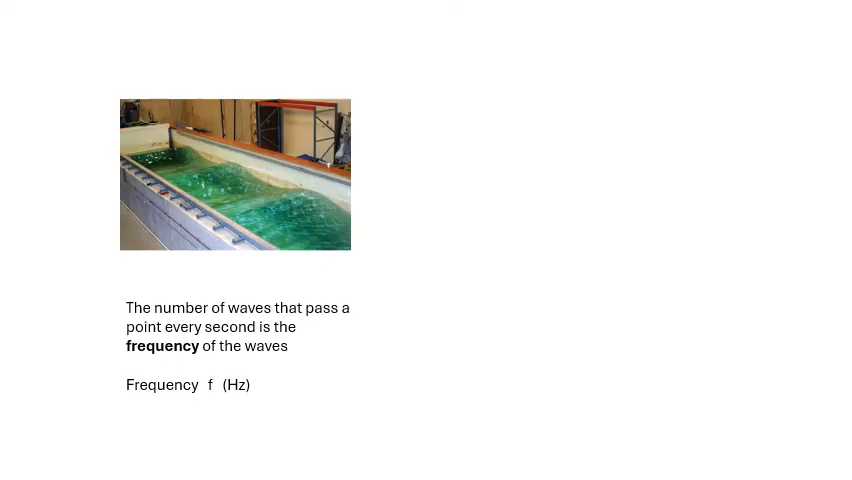 The number of waves that pass a
point every second is the
frequency of the waves
Frequency f (Hz)